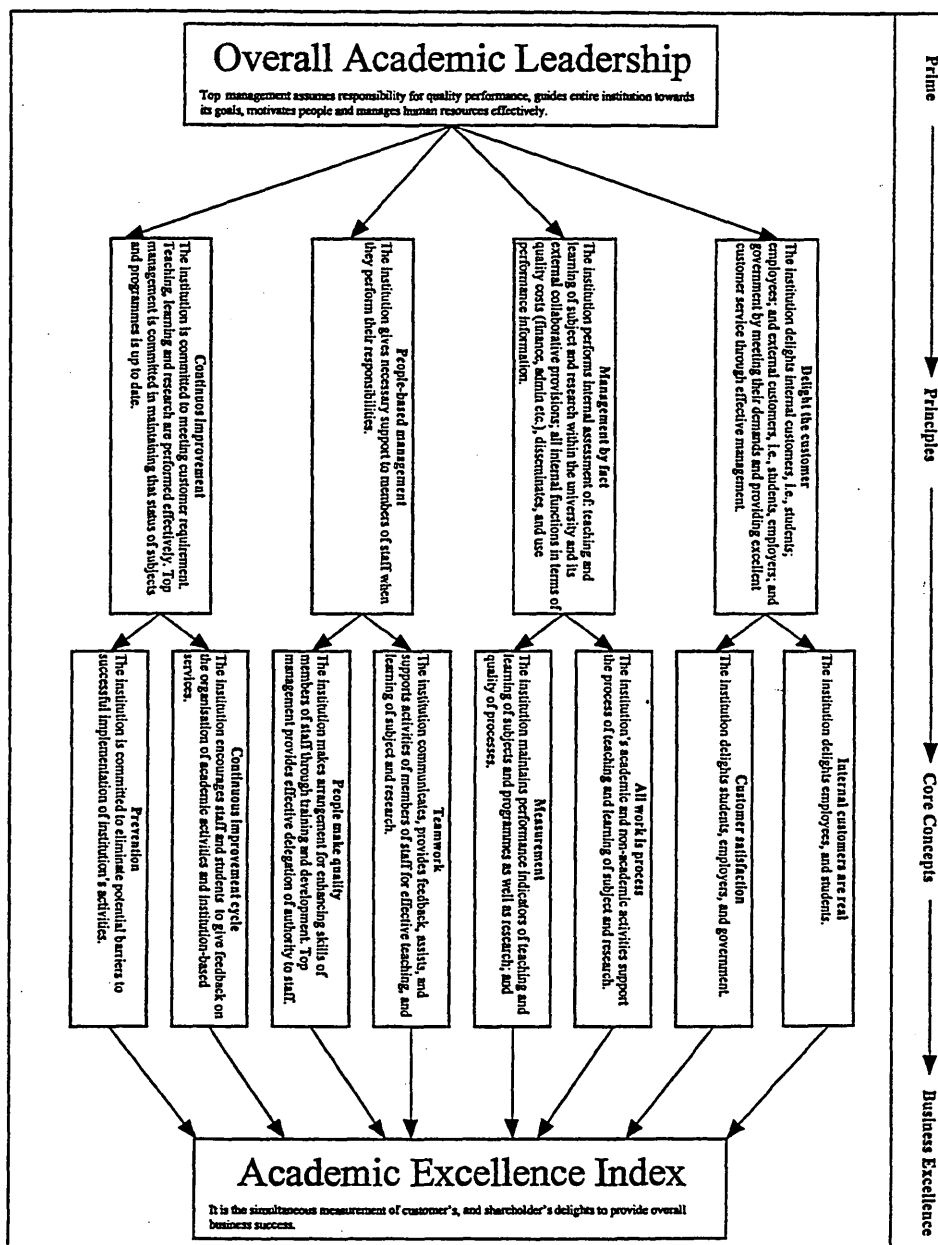 Prime
Principles
Core Concepts
Business Excellence
Overall Academic Leadership
Top management assumes responsibility for quality performance, guides entire institution towards
its goals, motivates people and manages human resources effectively.
Delight the customer
The institution delights internal customers, i.e., students;
employees; and external customers, i.e., students, employers; and
government by meeting their demands and providing excellent
customer service through effective management.
Management by fact
The institution performs internal assessment of: teaching and
learning of subject and research within the university and its
external collaborative provisions; all internal functions in terms of
quality costs (finance, admin etc.), disseminates, and use
performance information.
People-based management
The institution gives necessary support to members of staff when
they perform their responsibilities.
Continuos Improvement
The institution is committed to meeting customer requirement.
Teaching, learning and research are performed effectively. Top
management is committed in maintaining that status of subjects
and programmes is up to date.
Internal customers are real
The institution delights employees, and students.
Customer satisfaction
The institution delights students, employers, and government.
All work is process
The institution's academic and non-academic activities support
the process of teaching and learning of subject and research.
Measurement
The institution maintains performance indicators of teaching and
learning of subjects and programmes as well as research; and
quality of processes.
Teamwork
The institution communicates, provides feedback, assists, and
supports activities of members of staff for effective teaching, and
learning of subject and research.
People make quality
The institution makes arrangement for enhancing skills of
members of staff through training and development. Top
management provides effective delegation of authority to staff.
Continuous improvement cycle
The institution encourages staff and students to give feedback on
the organisation of academic activities and institution-based
services.
Prevention
The institution is committed to eliminate potential barriers to
successful implementation of institution's activities.
Academic Excellence Index
It is the simultaneous measurement of customer's, and shareholder's delights to provide overall
business success.